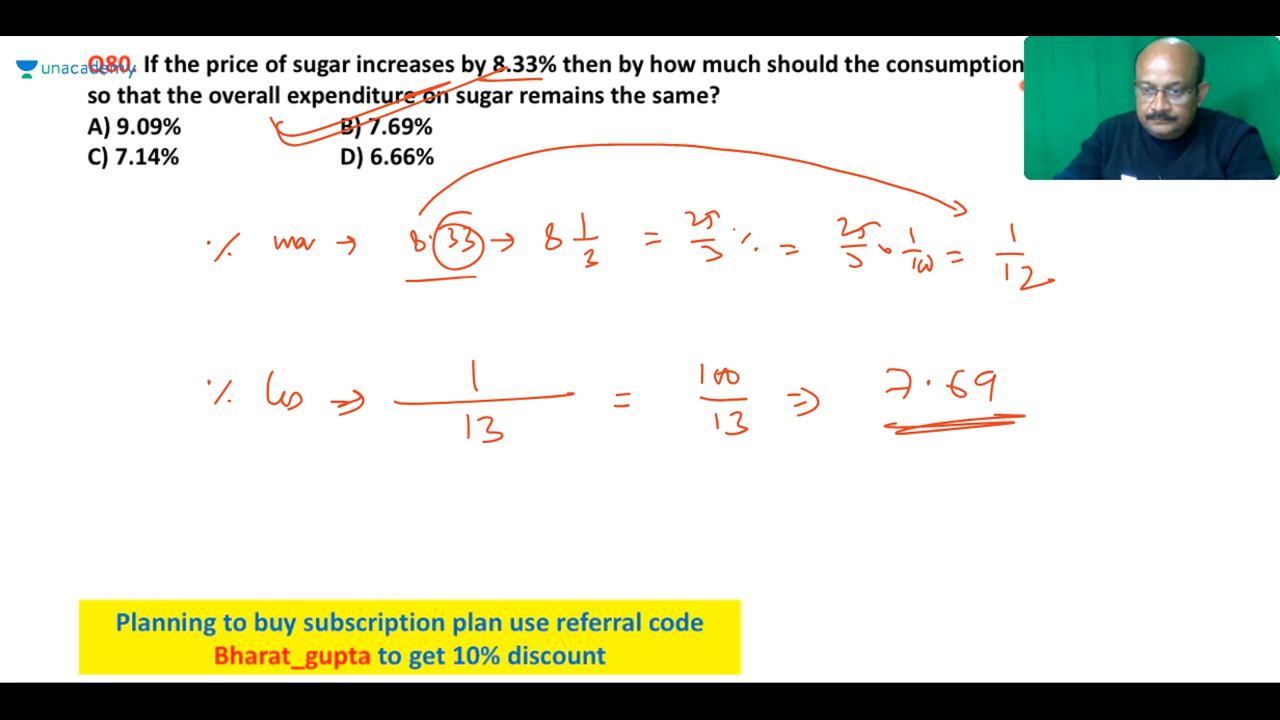 Q80. If the price of sugar increases by 8.33% then by how much should the consumption
unacademy
so that the overall expenditure on sugar remains the same?
A) 9.09% B) 7.69%
C) 7.14% D) 6.66%
% → 8.33 → 8 1/3 = 25/3 % = 25/3 × 1/100 = 1/12
% ⇒ 1/13 = 100/13 ⇒ 7.69
Planning to buy subscription plan use referral code
Bharat_gupta to get 10% discount